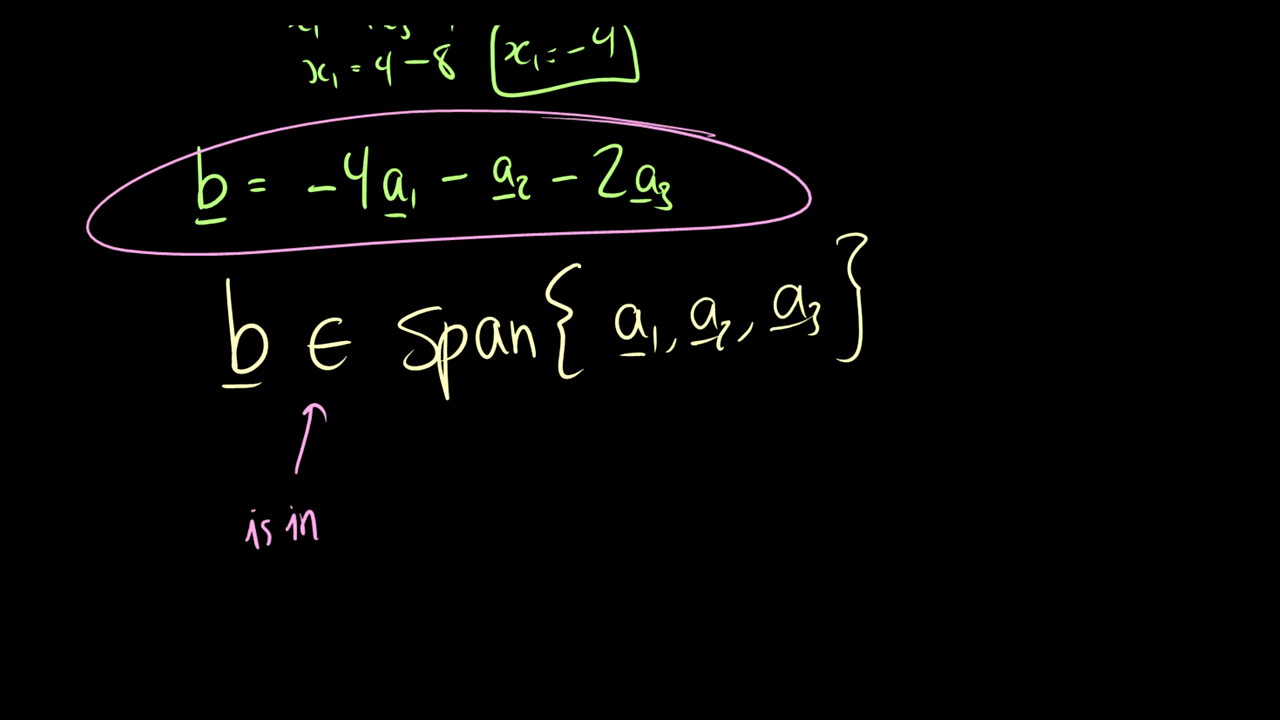 x₁ = 4 − 8 x₁ = −4
b = −4a₁ − a₂ − 2a₃
b ∈ Span{ a₁, a₂, a₃ }
is in